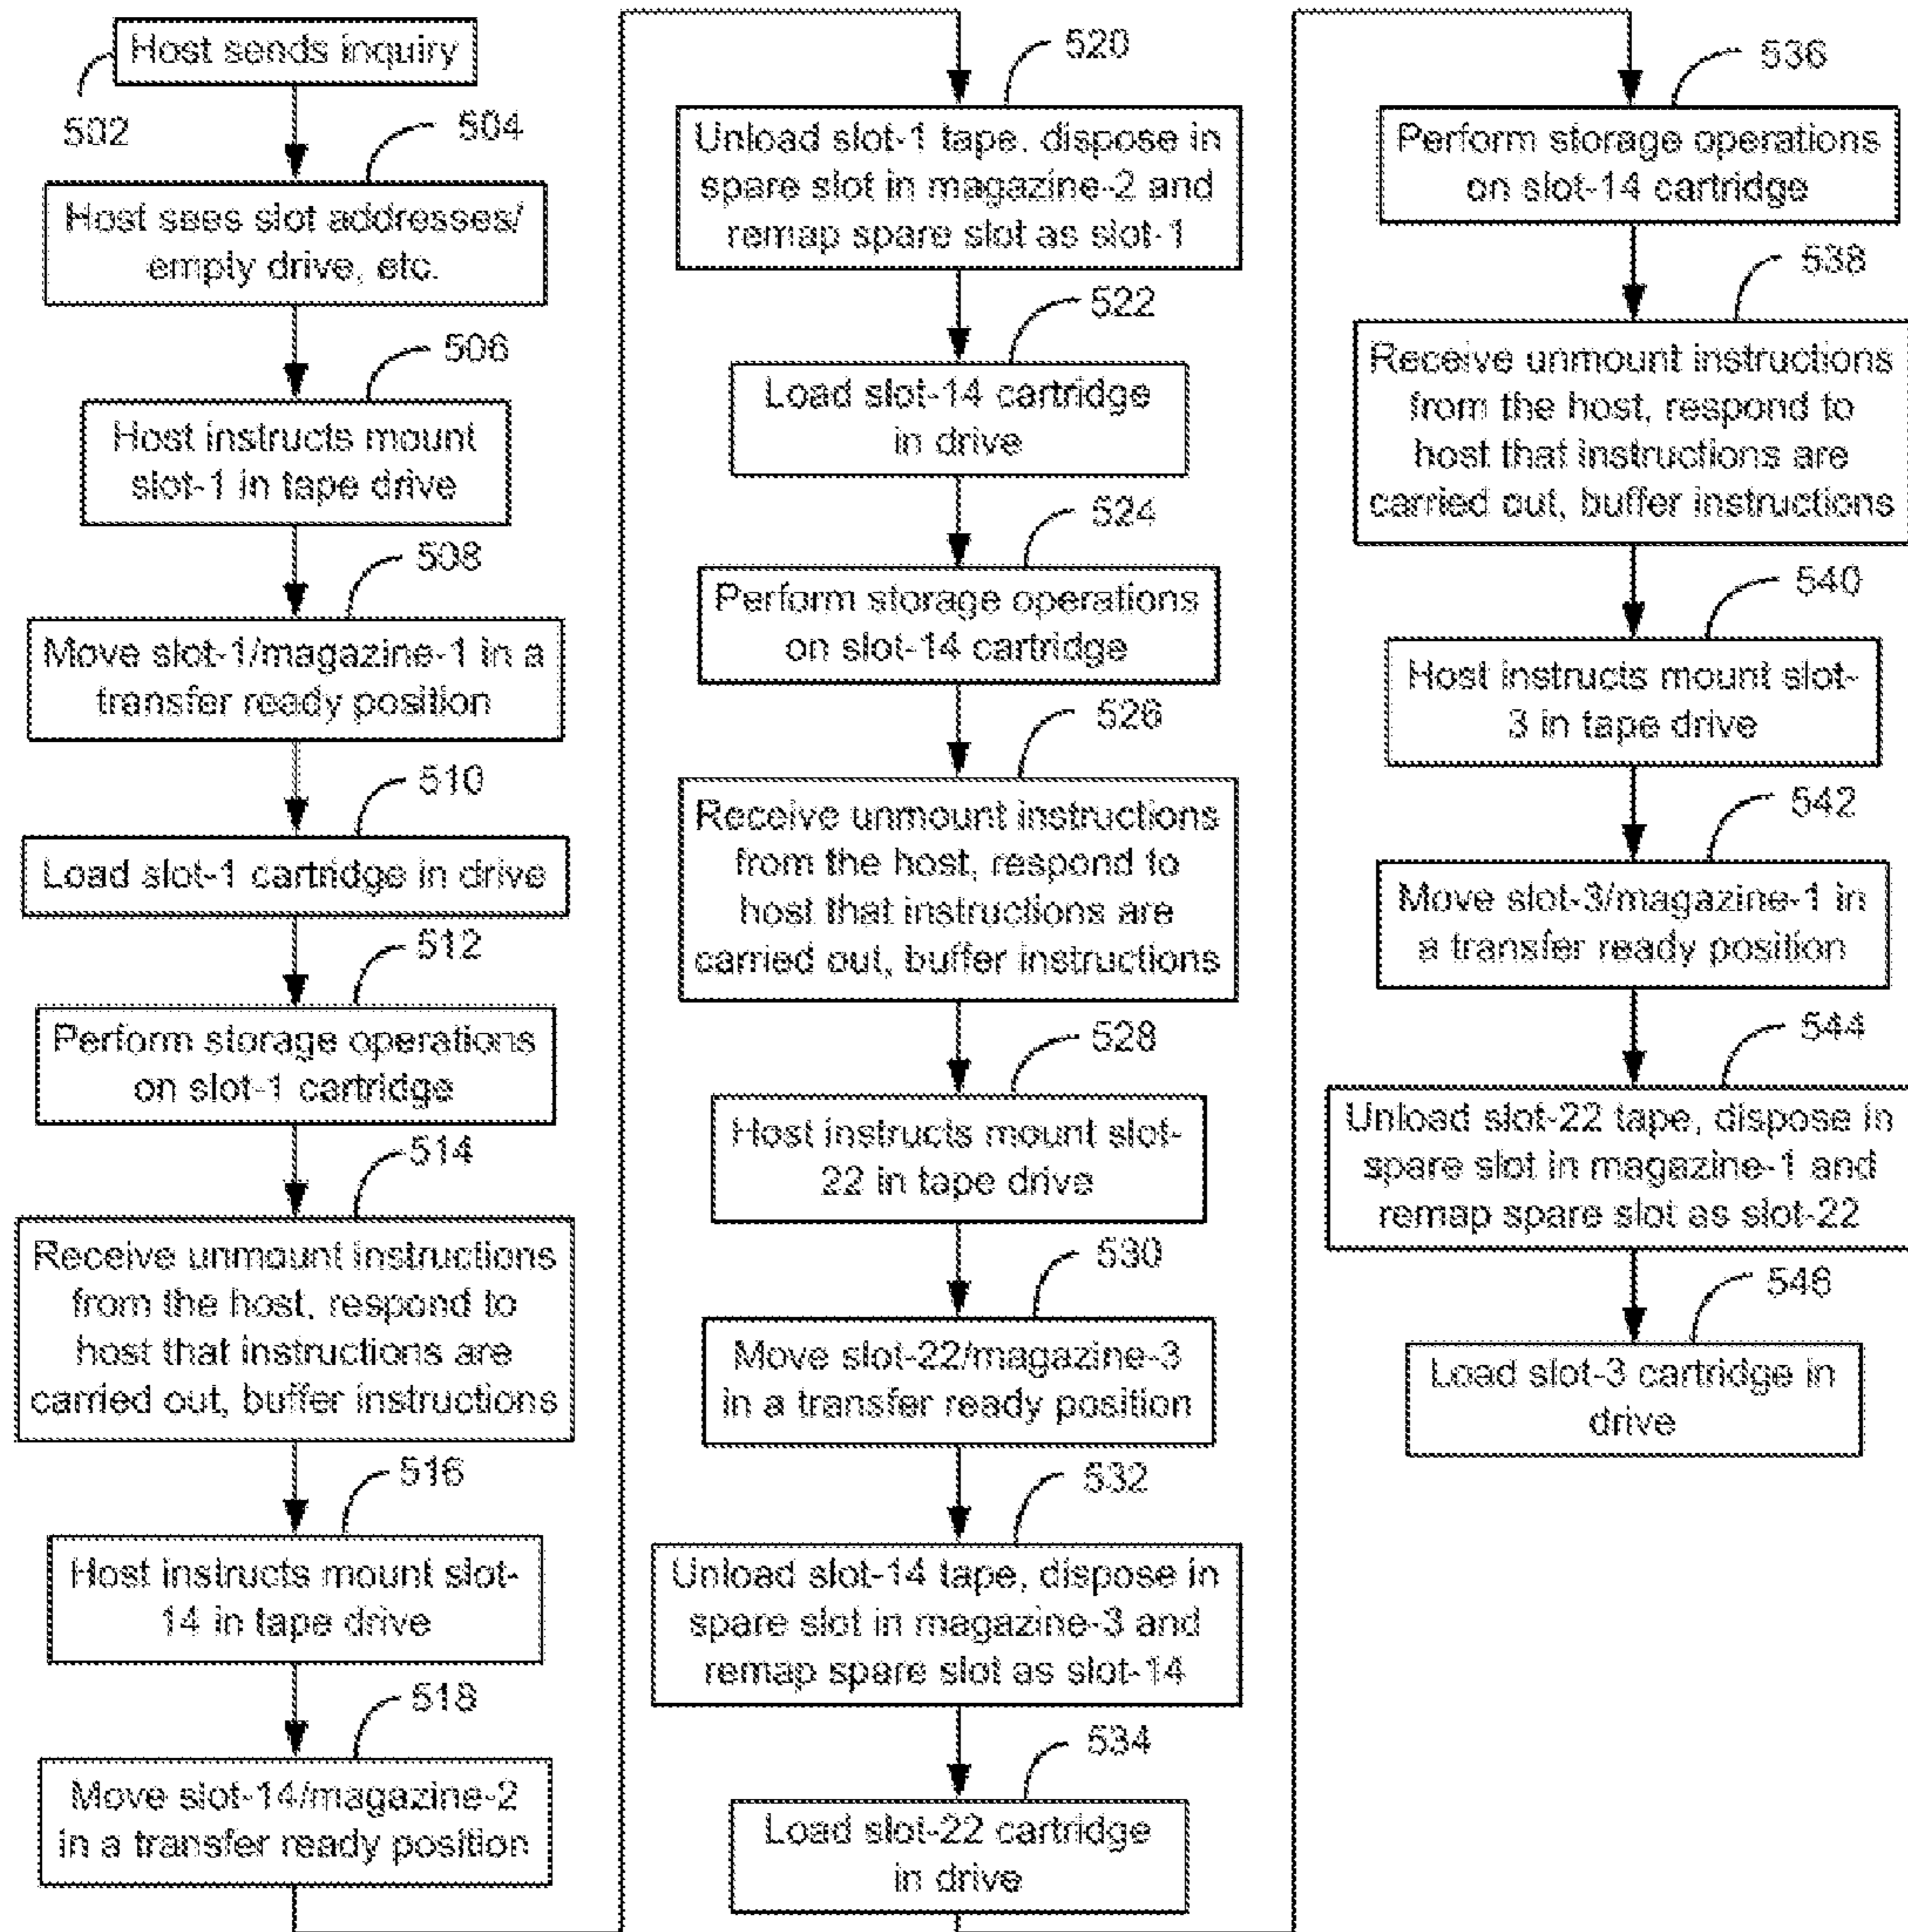 Host sends inquiry
502
504
Host sees slot addresses/
empty drive, etc.
506
Host instructs mount
slot-1 in tape drive
508
Move slot-1/magazine-1 in a
transfer ready position
510
Load slot-1 cartridge in drive
512
Perform storage operations
on slot-1 cartridge
514
Receive unmount instructions
from the host, respond to
host that instructions are
carried out, buffer instructions
516
Host instructs mount slot-
14 in tape drive
518
Move slot-14/magazine-2
in a transfer ready position
520
Unload slot-1 tape, dispose in
spare slot in magazine-2 and
remap spare slot as slot-1
522
Load slot-14 cartridge
in drive
524
Perform storage operations
on slot-14 cartridge
526
Receive unmount instructions
from the host, respond to
host that instructions are
carried out, buffer instructions
528
Host instructs mount slot-
22 in tape drive
530
Move slot-22/magazine-3
in a transfer ready position
532
Unload slot-14 tape, dispose in
spare slot in magazine-3 and
remap spare slot as slot-14
534
Load slot-22 cartridge
in drive
536
Perform storage operations
on slot-14 cartridge
538
Receive unmount instructions
from the host, respond to
host that instructions are
carried out, buffer instructions
540
Host instructs mount slot-
3 in tape drive
542
Move slot-3/magazine-1 in
a transfer ready position
544
Unload slot-22 tape, dispose in
spare slot in magazine-1 and
remap spare slot as slot-22
546
Load slot-3 cartridge in
drive